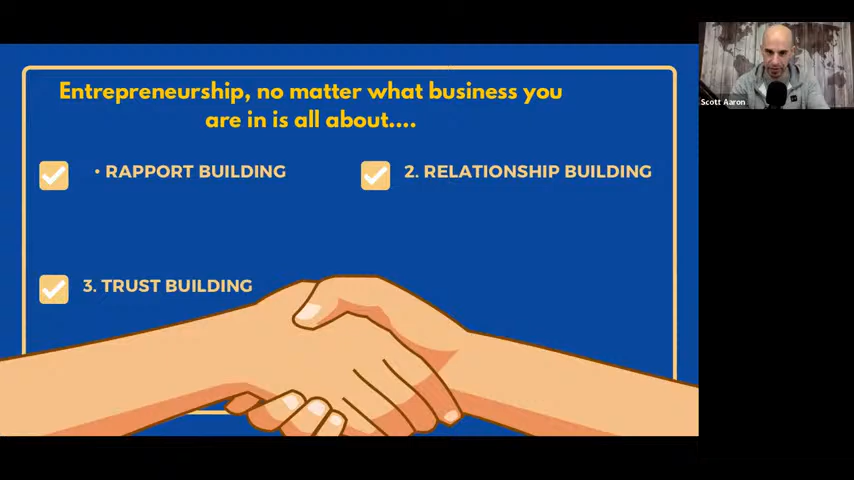 Entrepreneurship, no matter what business you
are in is all about....
• RAPPORT BUILDING
2. RELATIONSHIP BUILDING
3. TRUST BUILDING
Scott Aaron